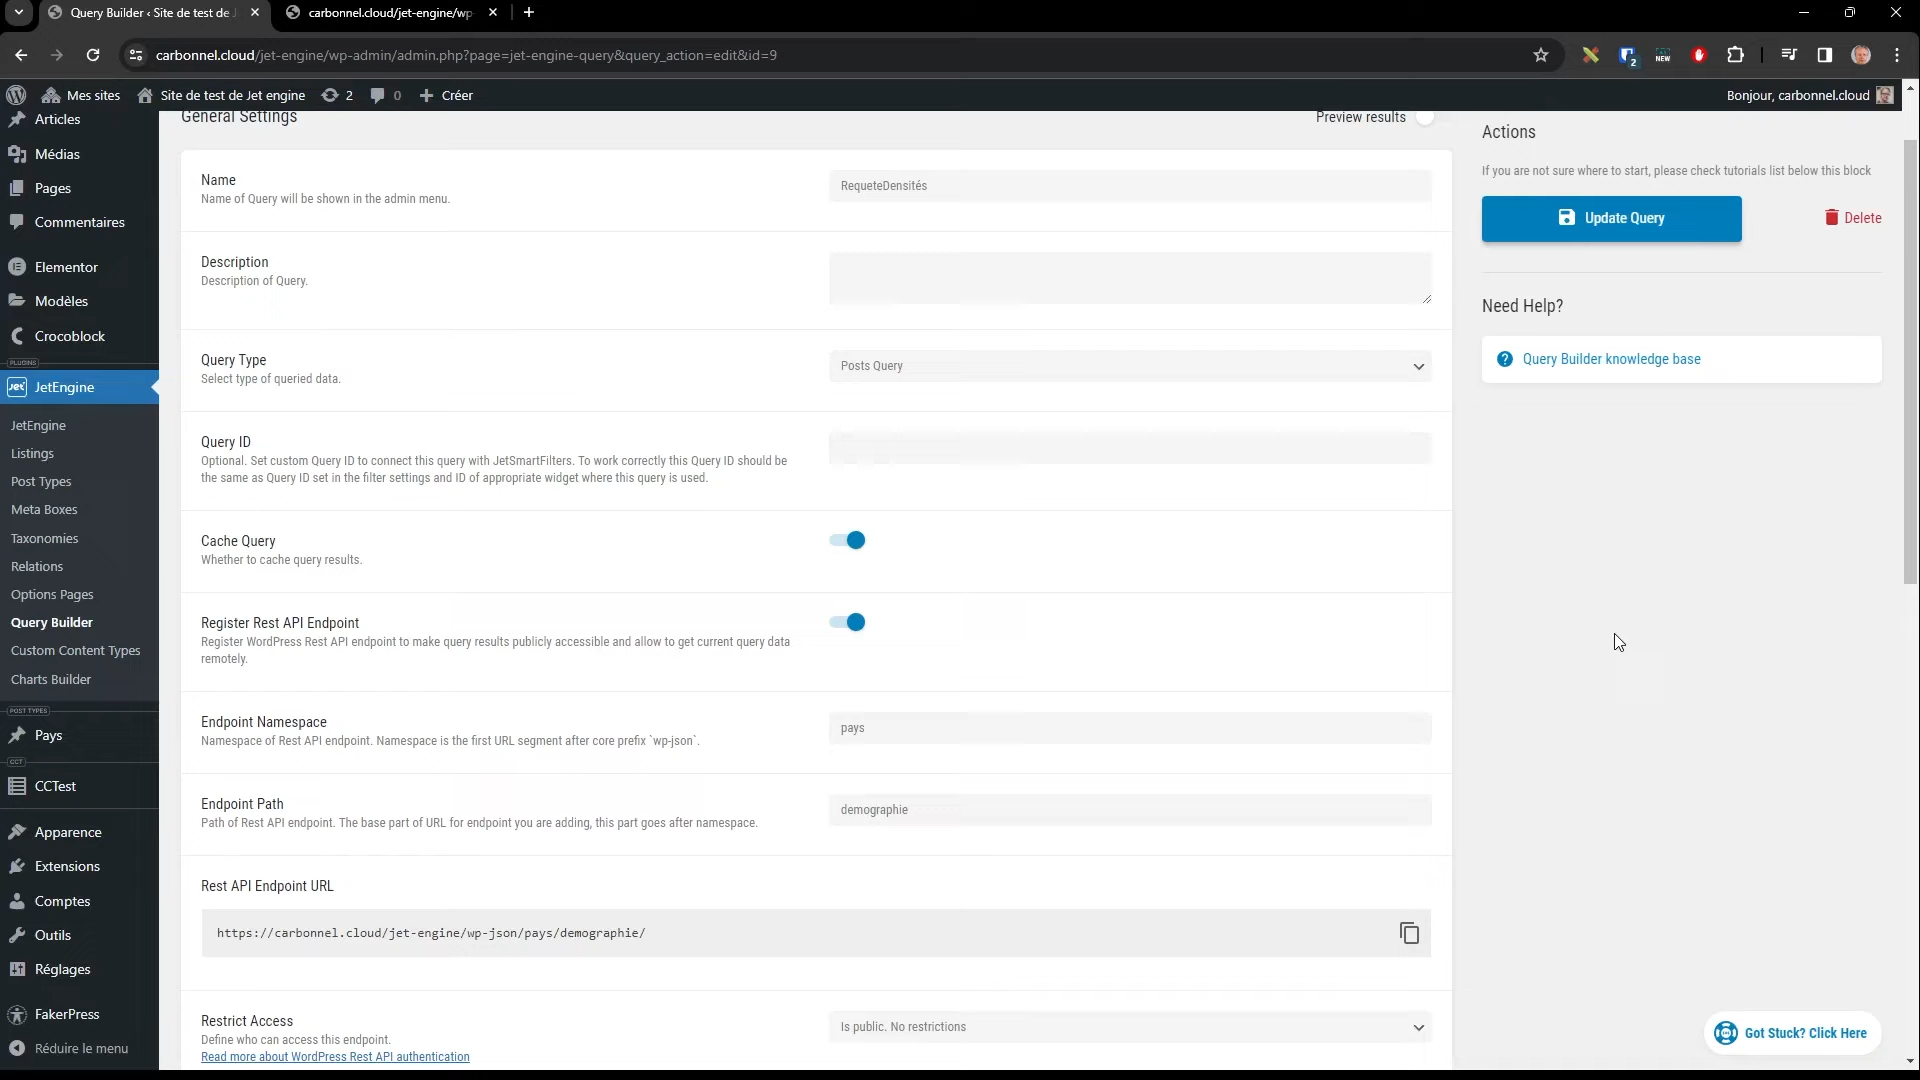 Query Builder ‹ Site de test de J
carbonnel.cloud/jet-engine/wp-
carbonnel.cloud/jet-engine/wp-admin/admin.php?page=jet-engine-query&query_action=edit&id=9
2
NEW
Mes sites
Site de test de Jet engine
2
0
Créer
Bonjour, carbonnel.cloud
Articles
Médias
Pages
Commentaires
Elementor
Modèles
Crocoblock
PLUGINS
JetEngine
JetEngine
Listings
Post Types
Meta Boxes
Taxonomies
Relations
Options Pages
Query Builder
Custom Content Types
Charts Builder
POST TYPES
Pays
CCT
CCTest
Apparence
Extensions
Comptes
Outils
Réglages
FakerPress
Réduire le menu
General Settings
Preview results
Name
Name of Query will be shown in the admin menu.
RequeteDensités
Description
Description of Query.
Query Type
Select type of queried data.
Posts Query
Query ID
Optional. Set custom Query ID to connect this query with JetSmartFilters. To work correctly this Query ID should be
the same as Query ID set in the filter settings and ID of appropriate widget where this query is used.
Cache Query
Whether to cache query results.
Register Rest API Endpoint
Register WordPress Rest API endpoint to make query results publicly accessible and allow to get current query data
remotely.
Endpoint Namespace
Namespace of Rest API endpoint. Namespace is the first URL segment after core prefix `wp-json`.
pays
Endpoint Path
Path of Rest API endpoint. The base part of URL for endpoint you are adding, this part goes after namespace.
demographie
Rest API Endpoint URL
https://carbonnel.cloud/jet-engine/wp-json/pays/demographie/
Restrict Access
Define who can access this endpoint.
Read more about WordPress Rest API authentication
Is public. No restrictions
Actions
If you are not sure where to start, please check tutorials list below this block
Update Query
Delete
Need Help?
Query Builder knowledge base
Got Stuck? Click Here